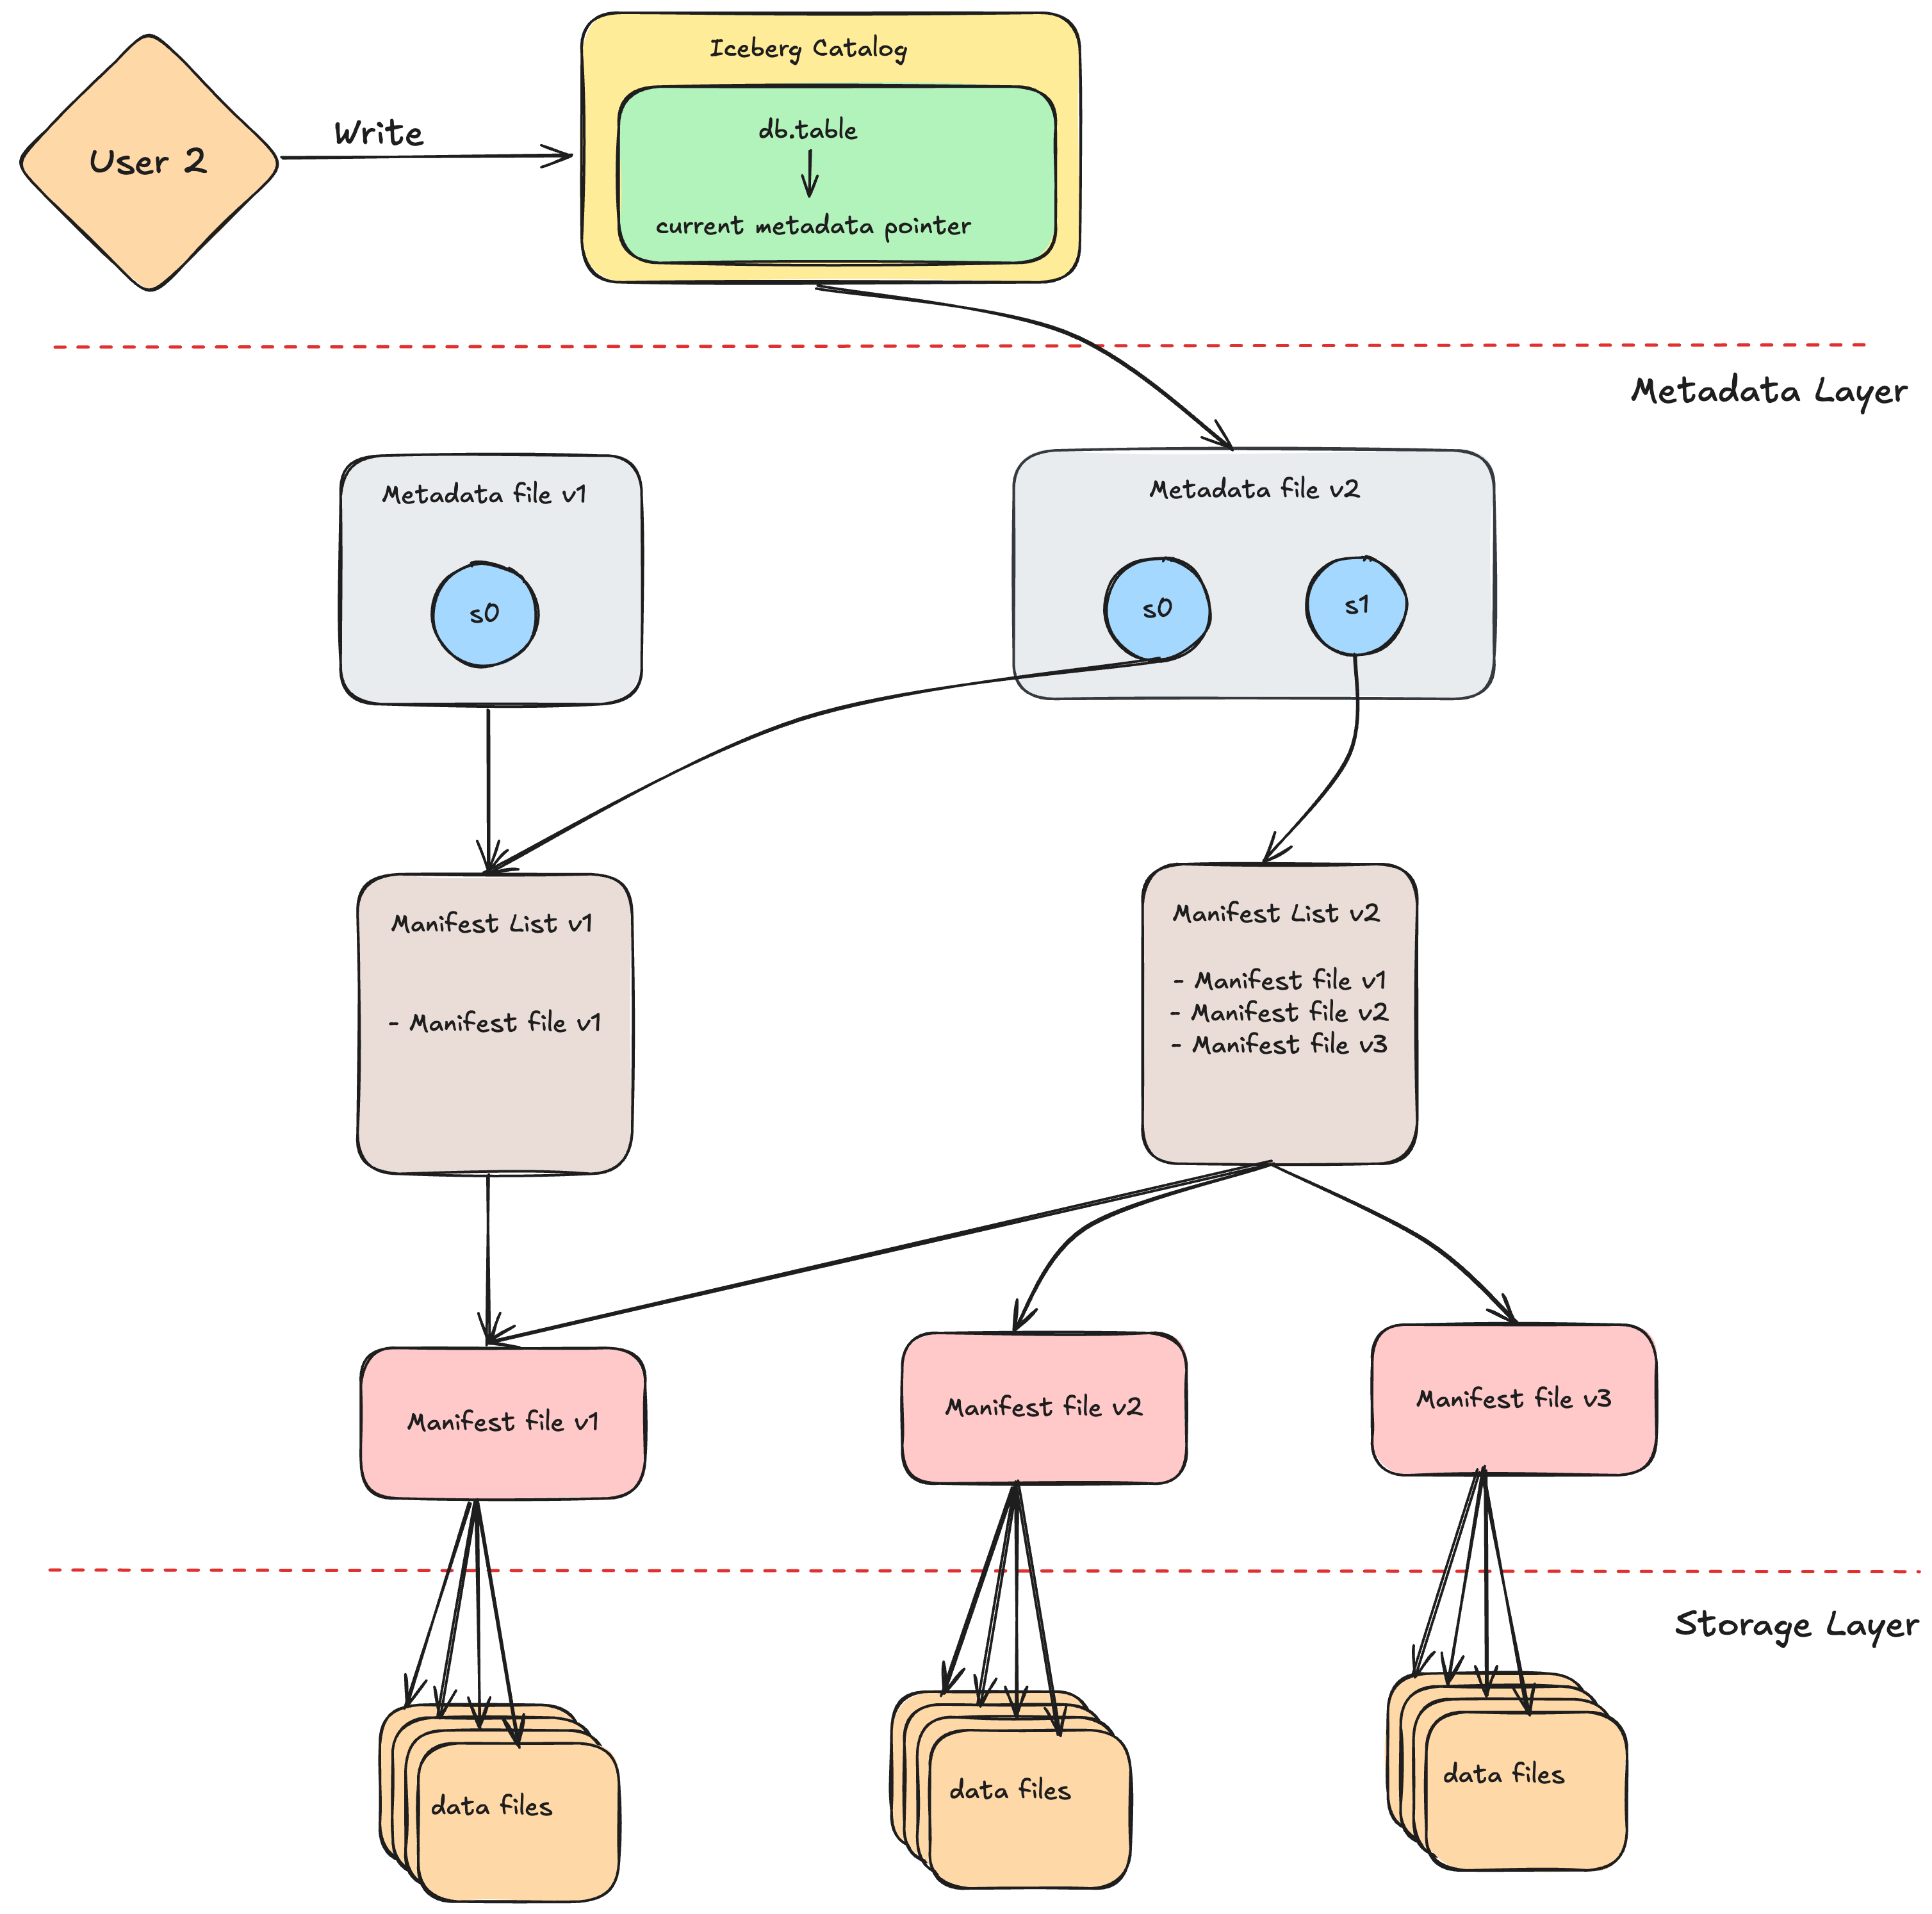 Iceberg Catalog
db.table
User 2
Write
current metadata pointer
Metadata Layer
Metadata file v1
Metadata file v2
s0
s0
s1
Manifest List v1
- Manifest file v1
Manifest List v2
- Manifest file v1
- Manifest file v2
- Manifest file v3
Manifest file v1
Manifest file v2
Manifest file v3
Storage Layer
data files
data files
data files